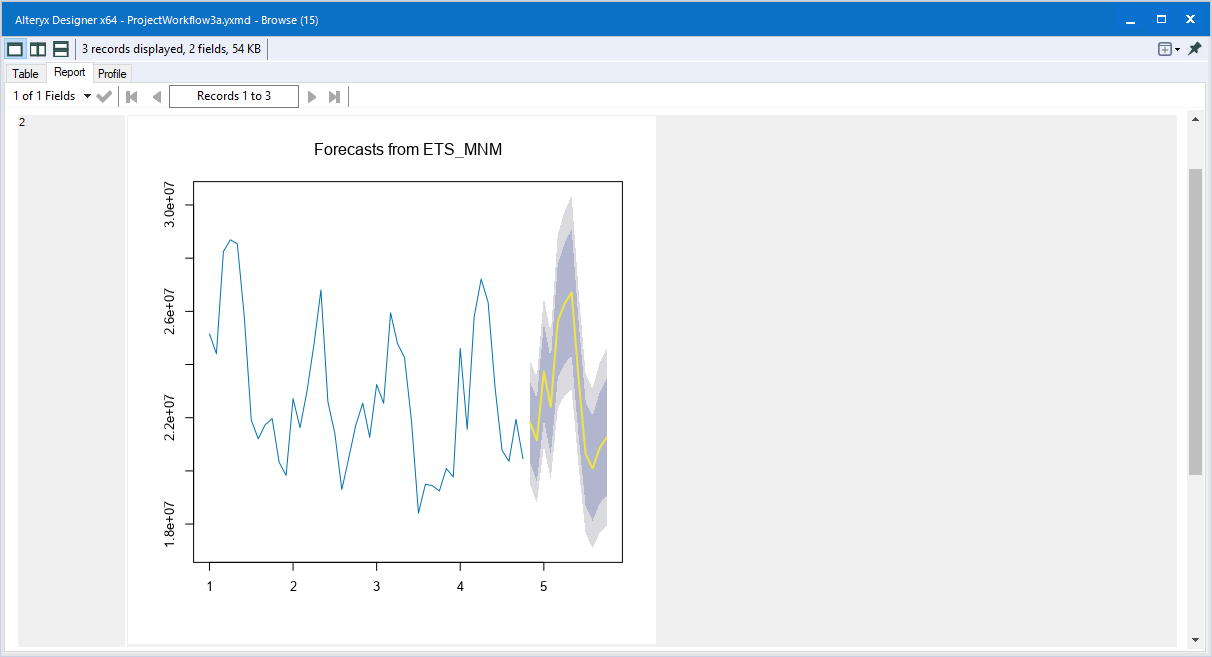 Alteryx Designer x64 - ProjectWorkflow3a.yxmd - Browse (15)
3 records displayed, 2 fields, 54 KB
Table Report Profile
1 of 1 Fields Records 1 to 3
2
Forecasts from ETS_MNM
3.0e+07
2.6e+07
2.2e+07
1.8e+07
1 2 3 4 5